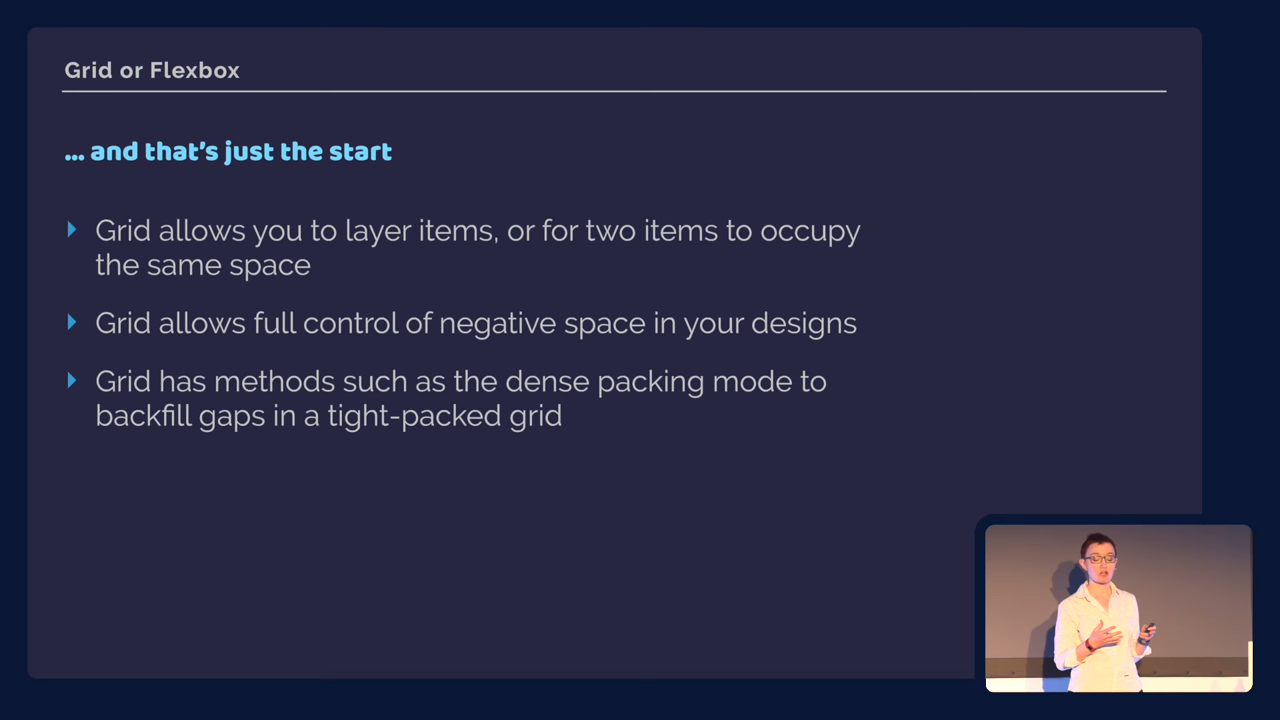 Grid or Flexbox
... and that's just the start
Grid allows you to layer items, or for two items to occupy
the same space
Grid allows full control of negative space in your designs
Grid has methods such as the dense packing mode to
backfill gaps in a tight-packed grid